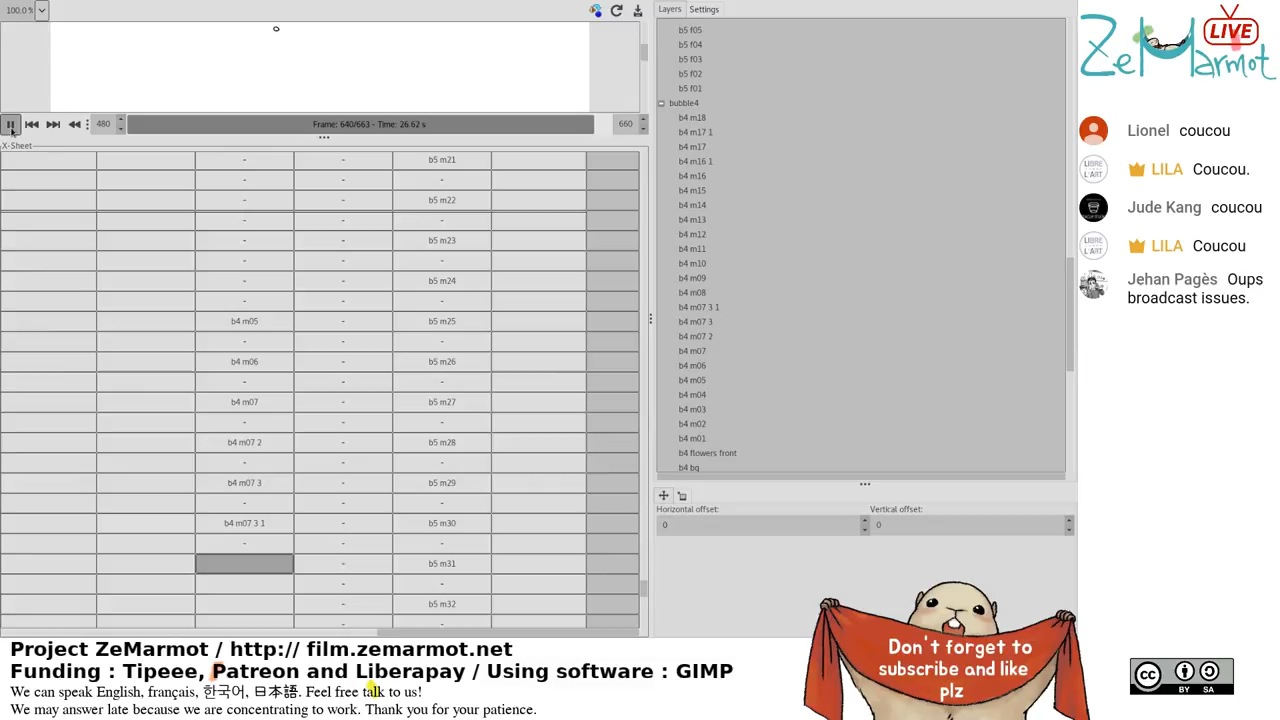 100.0 %
Layers
Settings
b5 f05
b5 f04
b5 f03
b5 f02
b5 f01
bubble4
b4 m18
b4 m17 1
b4 m17
b4 m16 1
b4 m16
b4 m15
b4 m14
b4 m13
b4 m12
b4 m11
b4 m10
b4 m09
b4 m08
b4 m07 3 1
b4 m07 3
b4 m07 2
b4 m07
b4 m06
b4 m05
b4 m04
b4 m03
b4 m02
b4 m01
b4 flowers front
b4 bg
480
Frame: 640/663 - Time: 26.62 s
660
X-Sheet
- - b5 m21
- - -
- - b5 m22
- - -
- - b5 m23
- - -
- - b5 m24
- - -
b4 m05 - b5 m25
- - -
b4 m06 - b5 m26
- - -
b4 m07 - b5 m27
- - -
b4 m07 2 - b5 m28
- - -
b4 m07 3 - b5 m29
- - -
b4 m07 3 1 - b5 m30
- - -
- b5 m31
- -
- b5 m32
- -
Horizontal offset:
Vertical offset:
0
0
ZeMarmot
LIVE
Lionel coucou
LIBRE L'ART LILA Coucou.
Jude Kang coucou
LIBRE L'ART LILA Coucou
Jehan Pagès Oups
broadcast issues.
Don't forget to
subscribe and like
plz
Project ZeMarmot / http:// film.zemarmot.net
Funding : Tipeee, Patreon and Liberapay / Using software : GIMP
We can speak English, français, 한국어, 日本語. Feel free talk to us!
We may answer late because we are concentrating to work. Thank you for your patience.
CC
BY SA